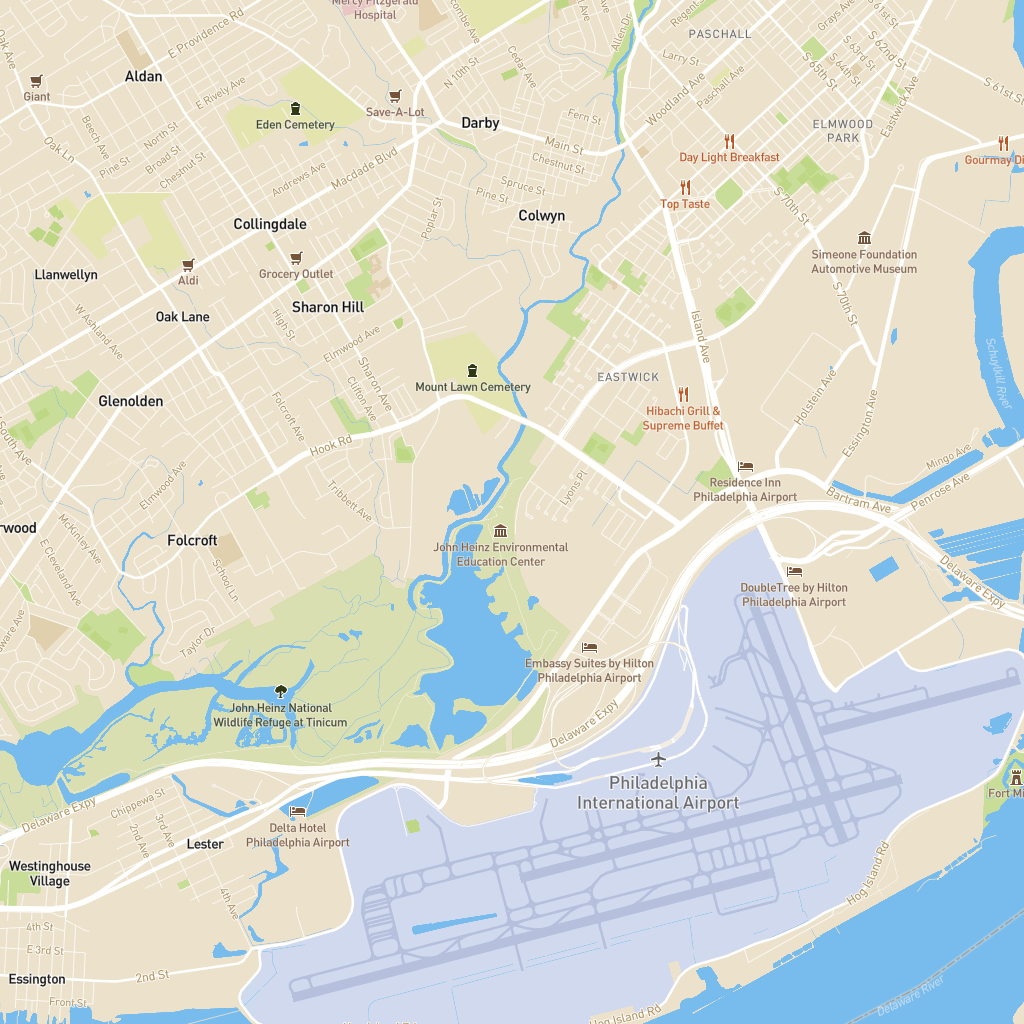 Mercy Fitzgerald
Hospital
Oak Ave
E Providence Rd
Aldan
Giant
E Rively Ave
Eden Cemetery
Save-A-Lot
N 10th St
Cedar Ave
Darby
Fern St
Main St
Chestnut St
Allen Dr
PASCHALL
Regent St
Larry St
Woodland Ave
Paschall Ave
Grays Ave
S 61st St
S 62nd St
S 63rd St
S 64th St
S 65th St
S 61st St
Eastwick Ave
ELMWOOD
PARK
Day Light Breakfast
Top Taste
S 70th St
Beech Ave
Oak Ln
North St
Pine St
Broad St
Chestnut St
Andrews Ave
Macdade Blvd
Spruce St
Pine St
Poplar St
Colwyn
Collingdale
Llanwellyn
Aldi
Grocery Outlet
Simeone Foundation
Automotive Museum
S 70th St
Sharon Hill
Oak Lane
W Ashland Ave
High St
Elmwood Ave
Sharon Ave
Clifton Ave
Island Ave
Schuylkill River
Mount Lawn Cemetery
EASTWICK
Hibachi Grill &
Supreme Buffet
Holstein Ave
Essington Ave
Glenolden
South Ave
Folcroft Ave
Hook Rd
Tribbett Ave
Lyons Pl
Residence Inn
Philadelphia Airport
Mingo Ave
Bartram Ave
Penrose Ave
Elmwood Ave
McKinley Ave
E Cleveland Ave
Folcroft
School Ln
John Heinz Environmental
Education Center
DoubleTree by Hilton
Philadelphia Airport
Delaware Expy
Taylor Dr
Embassy Suites by Hilton
Philadelphia Airport
John Heinz National
Wildlife Refuge at Tinicum
Delaware Expy
Philadelphia
International Airport
Delaware Expy
Chippewa St
2nd Ave
3rd Ave
Lester
Delta Hotel
Philadelphia Airport
Westinghouse
Village
4th Ave
4th St
E 3rd St
Essington
2nd St
Front St
Hog Island Rd
Hog Island Rd
Delaware River